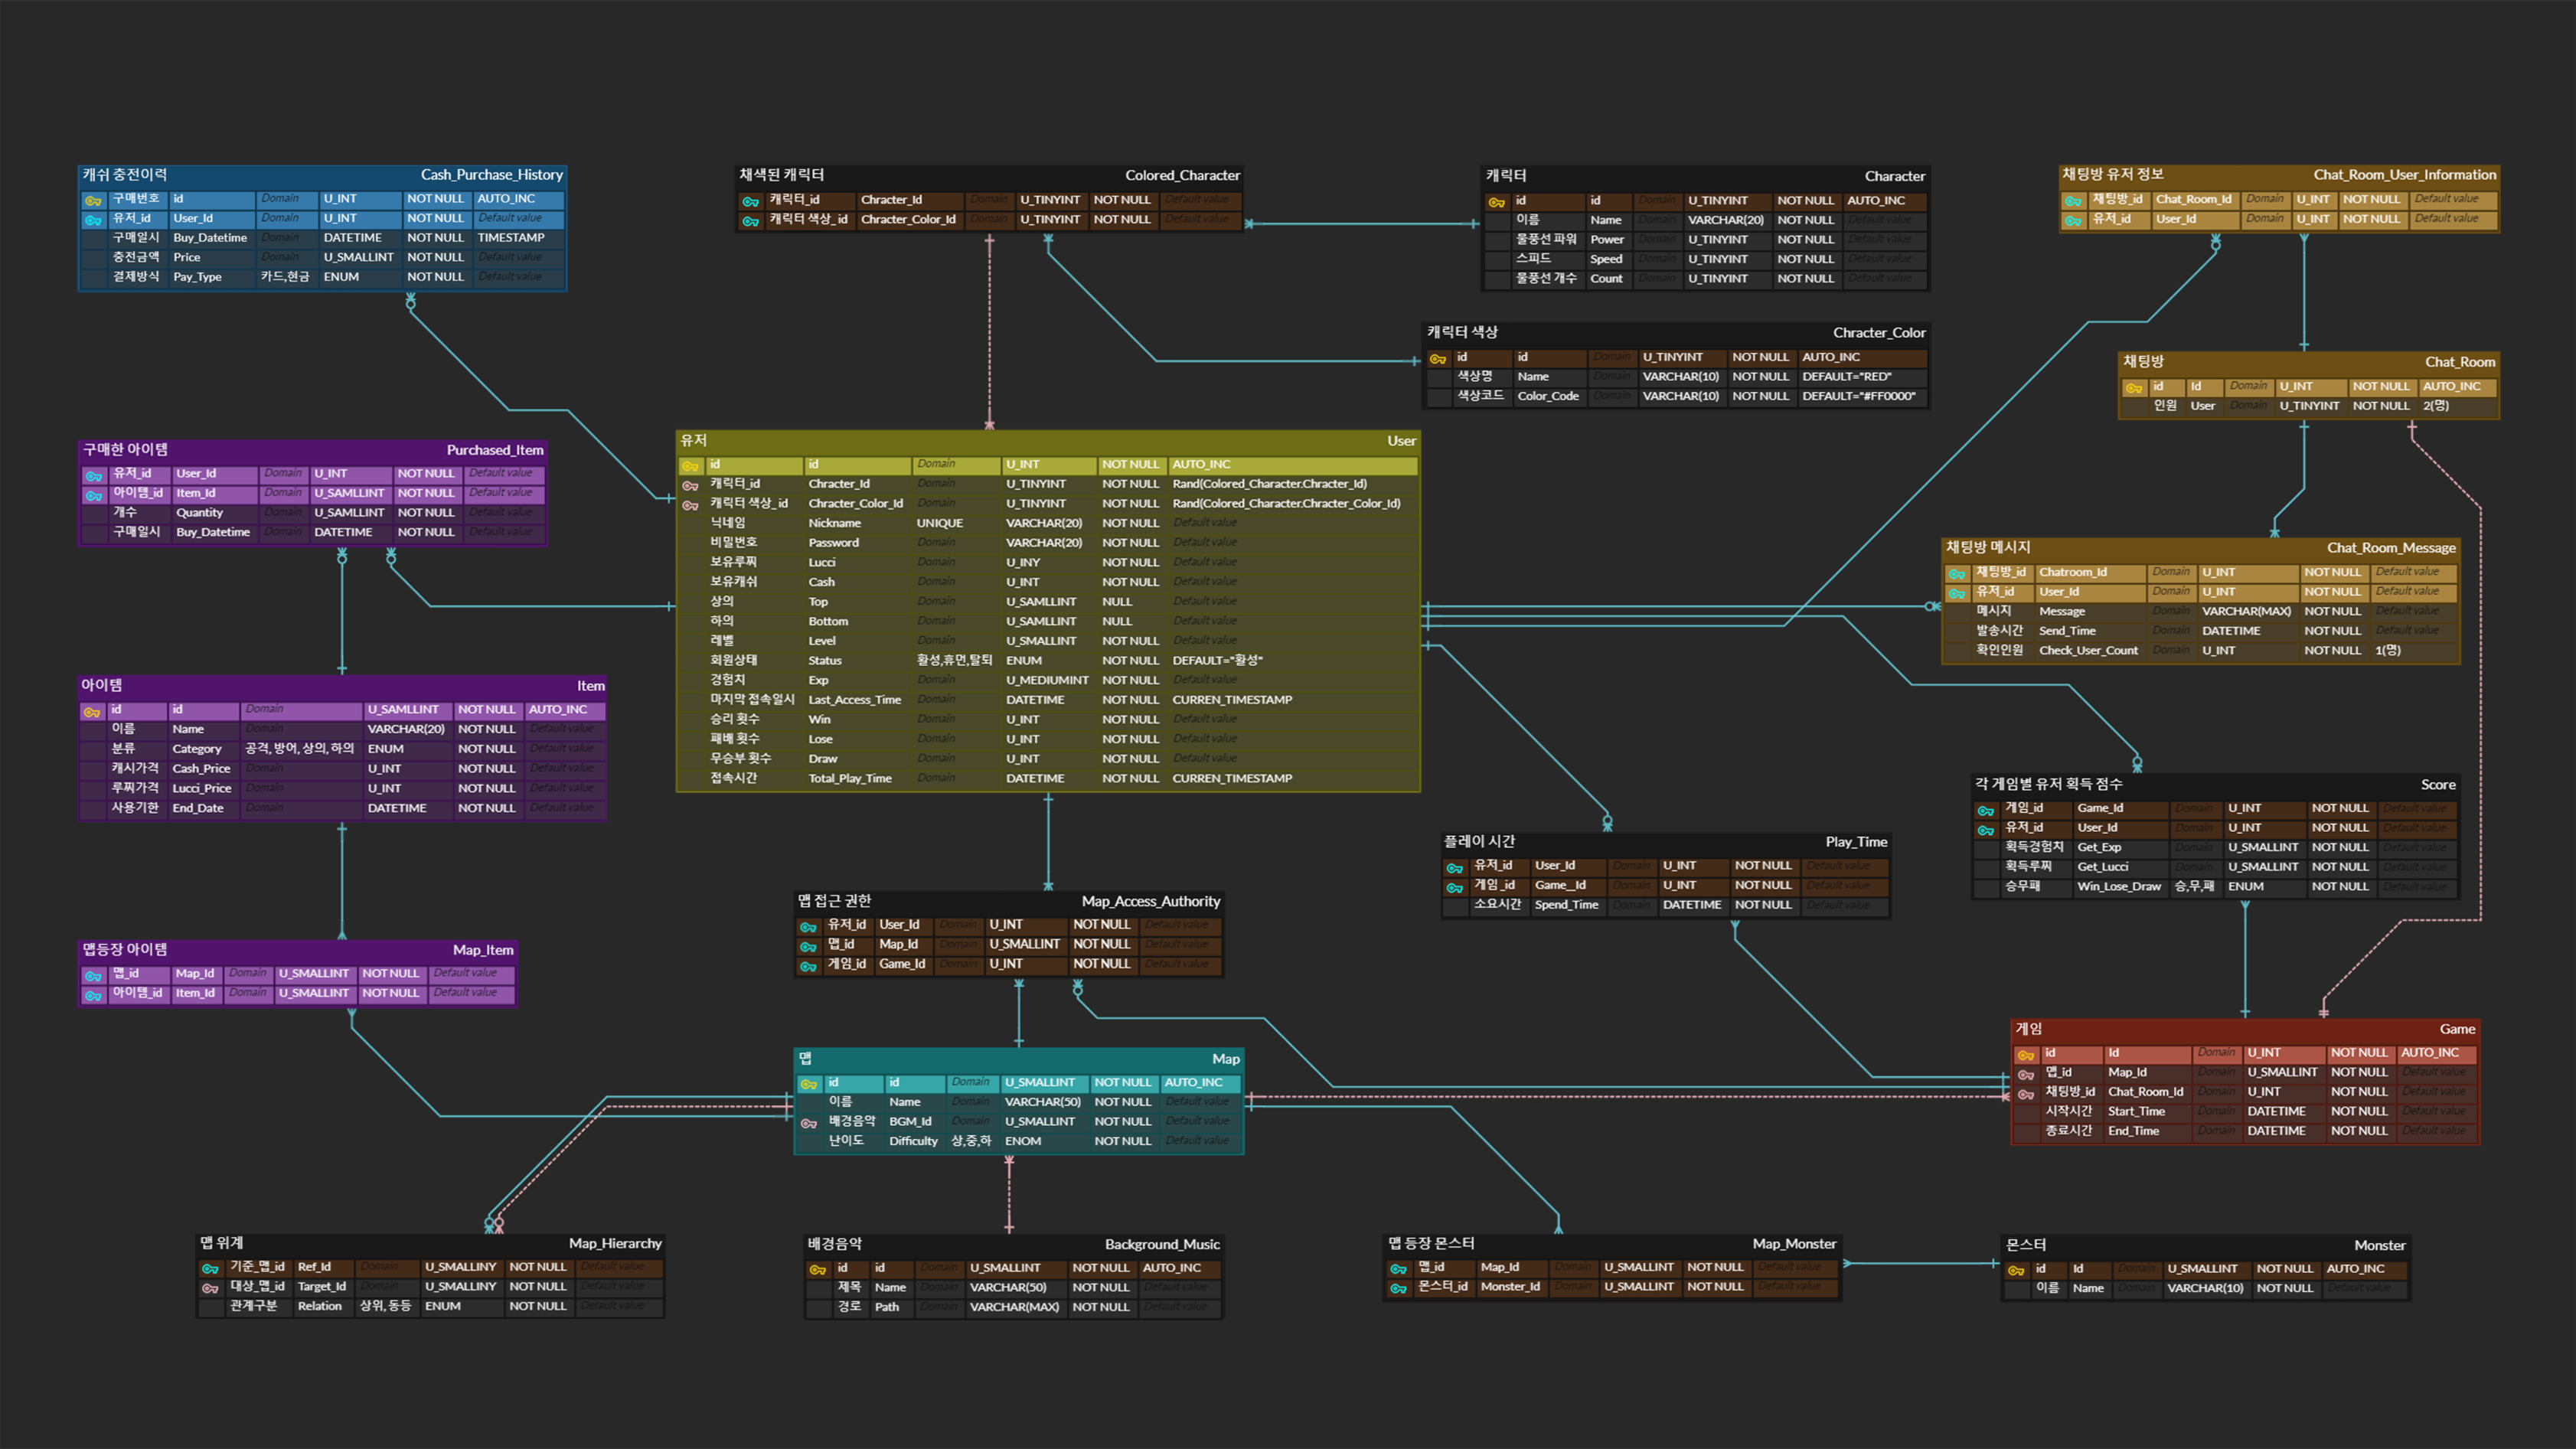 캐쉬 충전이력 Cash_Purchase_History
구매번호 id Domain U_INT NOT NULL AUTO_INC
유저_id User_Id Domain U_INT NOT NULL Default value
구매일시 Buy_Datetime Domain DATETIME NOT NULL TIMESTAMP
충전금액 Price Domain U_SMALLINT NOT NULL Default value
결제방식 Pay_Type 카드,현금 ENUM NOT NULL Default value
채색된 캐릭터 Colored_Character
캐릭터_id Chracter_Id Domain U_TINYINT NOT NULL Default value
캐릭터 색상_id Chracter_Color_Id Domain U_TINYINT NOT NULL Default value
캐릭터 Character
id id Domain U_TINYINT NOT NULL AUTO_INC
이름 Name Domain VARCHAR(20) NOT NULL Default value
물풍선 파워 Power Domain U_TINYINT NOT NULL Default value
스피드 Speed Domain U_TINYINT NOT NULL Default value
물풍선 개수 Count Domain U_TINYINT NOT NULL Default value
채팅방 유저 정보 Chat_Room_User_Information
채팅방_id Chat_Room_Id Domain U_INT NOT NULL Default value
유저_id User_Id Domain U_INT NOT NULL Default value
캐릭터 색상 Chracter_Color
id id Domain U_TINYINT NOT NULL AUTO_INC
색상명 Name Domain VARCHAR(10) NOT NULL DEFAULT="RED"
색상코드 Color_Code Domain VARCHAR(10) NOT NULL DEFAULT="#FF0000"
채팅방 Chat_Room
id Id Domain U_INT NOT NULL AUTO_INC
인원 User Domain U_TINYINT NOT NULL 2(명)
구매한 아이템 Purchased_Item
유저_id User_Id Domain U_INT NOT NULL Default value
아이템_id Item_Id Domain U_SAMLLINT NOT NULL Default value
개수 Quantity Domain U_SAMLLINT NOT NULL Default value
구매일시 Buy_Datetime Domain DATETIME NOT NULL Default value
유저 User
id id Domain U_INT NOT NULL AUTO_INC
캐릭터_id Chracter_Id Domain U_TINYINT NOT NULL Rand(Colored_Character.Chracter_Id)
캐릭터 색상_id Chracter_Color_Id Domain U_TINYINT NOT NULL Rand(Colored_Character.Chracter_Color_Id)
닉네임 Nickname UNIQUE VARCHAR(20) NOT NULL Default value
비밀번호 Password Domain VARCHAR(20) NOT NULL Default value
보유루찌 Lucci Domain U_INY NOT NULL Default value
보유캐쉬 Cash Domain U_INT NOT NULL Default value
상의 Top Domain U_SAMLLINT NULL Default value
하의 Bottom Domain U_SAMLLINT NULL Default value
레벨 Level Domain U_SMALLINT NOT NULL Default value
회원상태 Status 활성,휴먼,탈퇴 ENUM NOT NULL DEFAULT="활성"
경험치 Exp Domain U_MEDIUMINT NOT NULL Default value
마지막 접속일시 Last_Access_Time Domain DATETIME NOT NULL CURREN_TIMESTAMP
승리 횟수 Win Domain U_INT NOT NULL Default value
패배 횟수 Lose Domain U_INT NOT NULL Default value
무승부 횟수 Draw Domain U_INT NOT NULL Default value
접속시간 Total_Play_Time Domain DATETIME NOT NULL CURREN_TIMESTAMP
채팅방 메시지 Chat_Room_Message
채팅방_id Chatroom_Id Domain U_INT NOT NULL Default value
유저_id User_Id Domain U_INT NOT NULL Default value
메시지 Message Domain VARCHAR(MAX) NOT NULL Default value
발송시간 Send_Time Domain DATETIME NOT NULL Default value
확인인원 Check_User_Count Domain U_INT NOT NULL 1(명)
아이템 Item
id id Domain U_SAMLLINT NOT NULL AUTO_INC
이름 Name Domain VARCHAR(20) NOT NULL Default value
분류 Category 공격, 방어, 상의, 하의 ENUM NOT NULL Default value
캐시가격 Cash_Price Domain U_INT NOT NULL Default value
루찌가격 Lucci_Price Domain U_INT NOT NULL Default value
사용기한 End_Date Domain DATETIME NOT NULL Default value
각 게임별 유저 획득 점수 Score
게임_id Game_Id Domain U_INT NOT NULL Default value
유저_id User_Id Domain U_INT NOT NULL Default value
획득경험치 Get_Exp Domain U_SMALLINT NOT NULL Default value
획득루찌 Get_Lucci Domain U_SMALLINT NOT NULL Default value
승무패 Win_Lose_Draw 승,무,패 ENUM NOT NULL Default value
플레이 시간 Play_Time
유저_id User_Id Domain U_INT NOT NULL Default value
게임_id Game__Id Domain U_INT NOT NULL Default value
소요시간 Spend_Time Domain DATETIME NOT NULL Default value
맵 접근 권한 Map_Access_Authority
유저_id User_Id Domain U_INT NOT NULL Default value
맵_id Map_Id Domain U_SMALLINT NOT NULL Default value
게임_id Game_Id Domain U_INT NOT NULL Default value
맵등장 아이템 Map_Item
맵_id Map_Id Domain U_SMALLINT NOT NULL Default value
아이템_id Item_Id Domain U_SMALLINT NOT NULL Default value
게임 Game
id Id Domain U_INT NOT NULL AUTO_INC
맵_id Map_Id Domain U_SMALLINT NOT NULL Default value
채팅방_id Chat_Room_Id Domain U_INT NOT NULL Default value
시작시간 Start_Time Domain DATETIME NOT NULL Default value
종료시간 End_Time Domain DATETIME NOT NULL Default value
맵 Map
id id Domain U_SMALLINT NOT NULL AUTO_INC
이름 Name Domain VARCHAR(50) NOT NULL Default value
배경음악 BGM_Id Domain U_SMALLINT NOT NULL Default value
난이도 Difficulty 상,중,하 ENOM NOT NULL Default value
맵 위계 Map_Hierarchy
기준_맵_id Ref_Id Domain U_SMALLINY NOT NULL Default value
대상_맵_id Target_Id Domain U_SMALLINY NOT NULL Default value
관계구분 Relation 상위,동등 ENUM NOT NULL Default value
배경음악 Background_Music
id id Domain U_SMALLINT NOT NULL AUTO_INC
제목 Name Domain VARCHAR(50) NOT NULL Default value
경로 Path Domain VARCHAR(MAX) NOT NULL Default value
맵 등장 몬스터 Map_Monster
맵_id Map_Id Domain U_SMALLINT NOT NULL Default value
몬스터_id Monster_Id Domain U_SMALLINT NOT NULL Default value
몬스터 Monster
id Id Domain U_SMALLINT NOT NULL AUTO_INC
이름 Name Domain VARCHAR(10) NOT NULL Default value